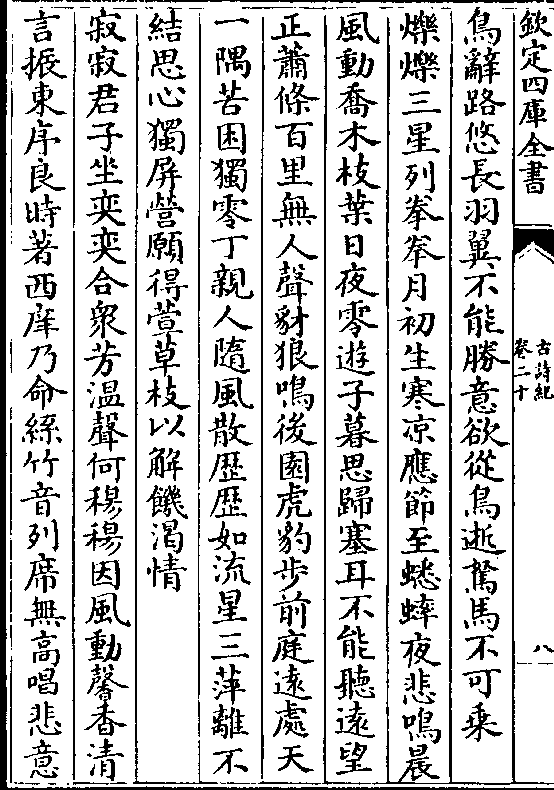 欽定四庫全書
古詩紀
卷二十
八
鳥辭路悠長羽翼不能勝意欲從鳥逝駑馬不可乗
爍爍三星列拳拳月初生寒凉應節至蟋蟀夜悲鳴晨
風動喬木枝葉日夜零遊子暮思歸塞耳不能聽遠望
正蕭條百里無人聲豺狼鳴後園虎豹步前庭遠處天
一隅苦困獨零丁親人隨風散歴歴如流星三萍離不
結思心獨屏營願得萱草枝以解饑渴情
寂寂君子坐奕奕合衆芳温聲何穆穆因風動馨香清
言振東序良時著西庠乃命絲竹音列席無高唱悲意